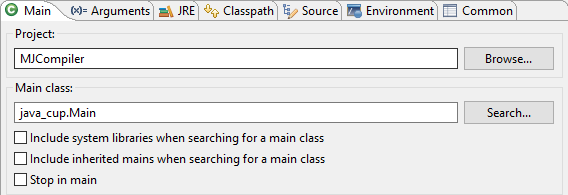 Main (x)= Arguments JRE Classpath Source Environment Common
Project:
MJCompiler Browse...
Main class:
java_cup.Main Search...
Include system libraries when searching for a main class
Include inherited mains when searching for a main class
Stop in main